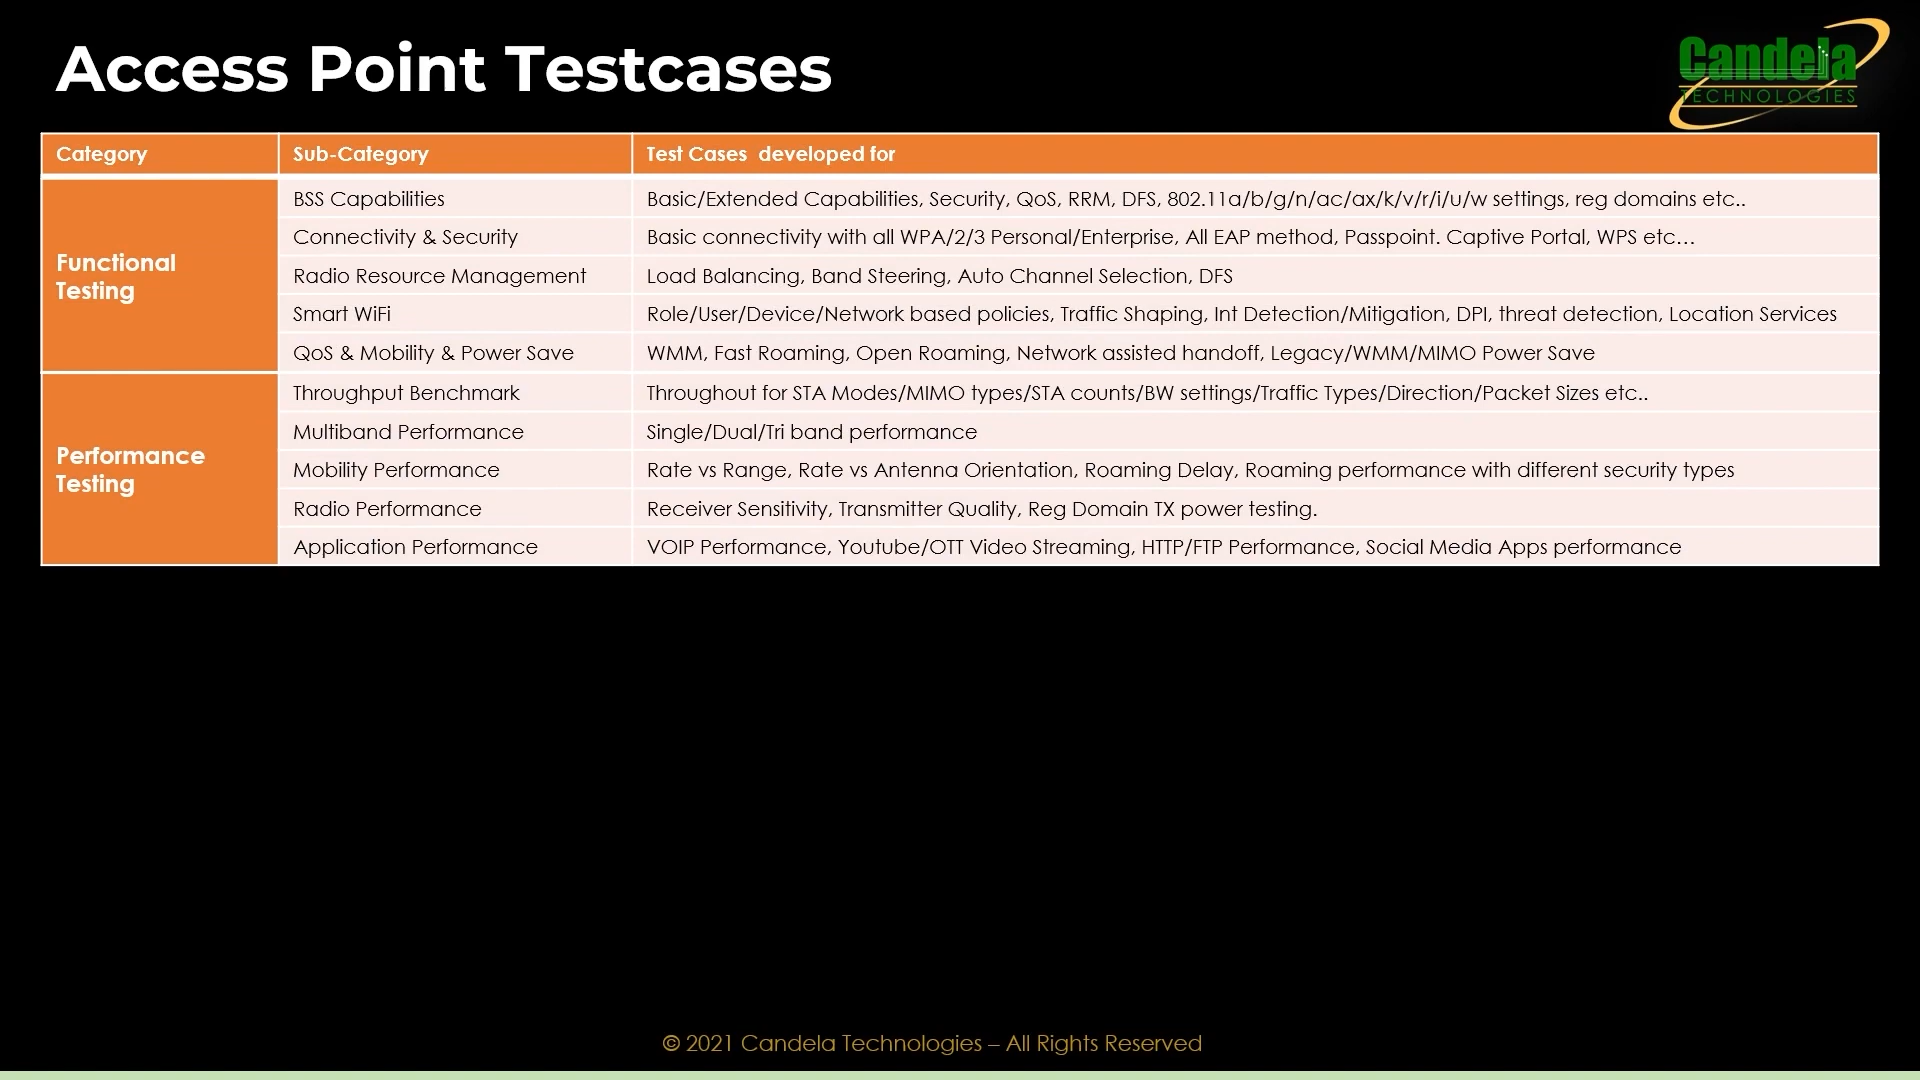 Access Point Testcases
Candela
TECHNOLOGIES
Category Sub-Category Test Cases  developed for
Functional
Testing
BSS Capabilities Basic/Extended Capabilities, Security, QoS, RRM, DFS, 802.11a/b/g/n/ac/ax/k/v/r/i/u/w settings, reg domains etc..
Connectivity & Security Basic connectivity with all WPA/2/3 Personal/Enterprise, All EAP method, Passpoint. Captive Portal, WPS etc…
Radio Resource Management Load Balancing, Band Steering, Auto Channel Selection, DFS
Smart WiFi Role/User/Device/Network based policies, Traffic Shaping, Int Detection/Mitigation, DPI, threat detection, Location Services
QoS & Mobility & Power Save WMM, Fast Roaming, Open Roaming, Network assisted handoff, Legacy/WMM/MIMO Power Save
Performance
Testing
Throughput Benchmark Throughout for STA Modes/MIMO types/STA counts/BW settings/Traffic Types/Direction/Packet Sizes etc..
Multiband Performance Single/Dual/Tri band performance
Mobility Performance Rate vs Range, Rate vs Antenna Orientation, Roaming Delay, Roaming performance with different security types
Radio Performance Receiver Sensitivity, Transmitter Quality, Reg Domain TX power testing.
Application Performance VOIP Performance, Youtube/OTT Video Streaming, HTTP/FTP Performance, Social Media Apps performance
© 2021 Candela Technologies – All Rights Reserved